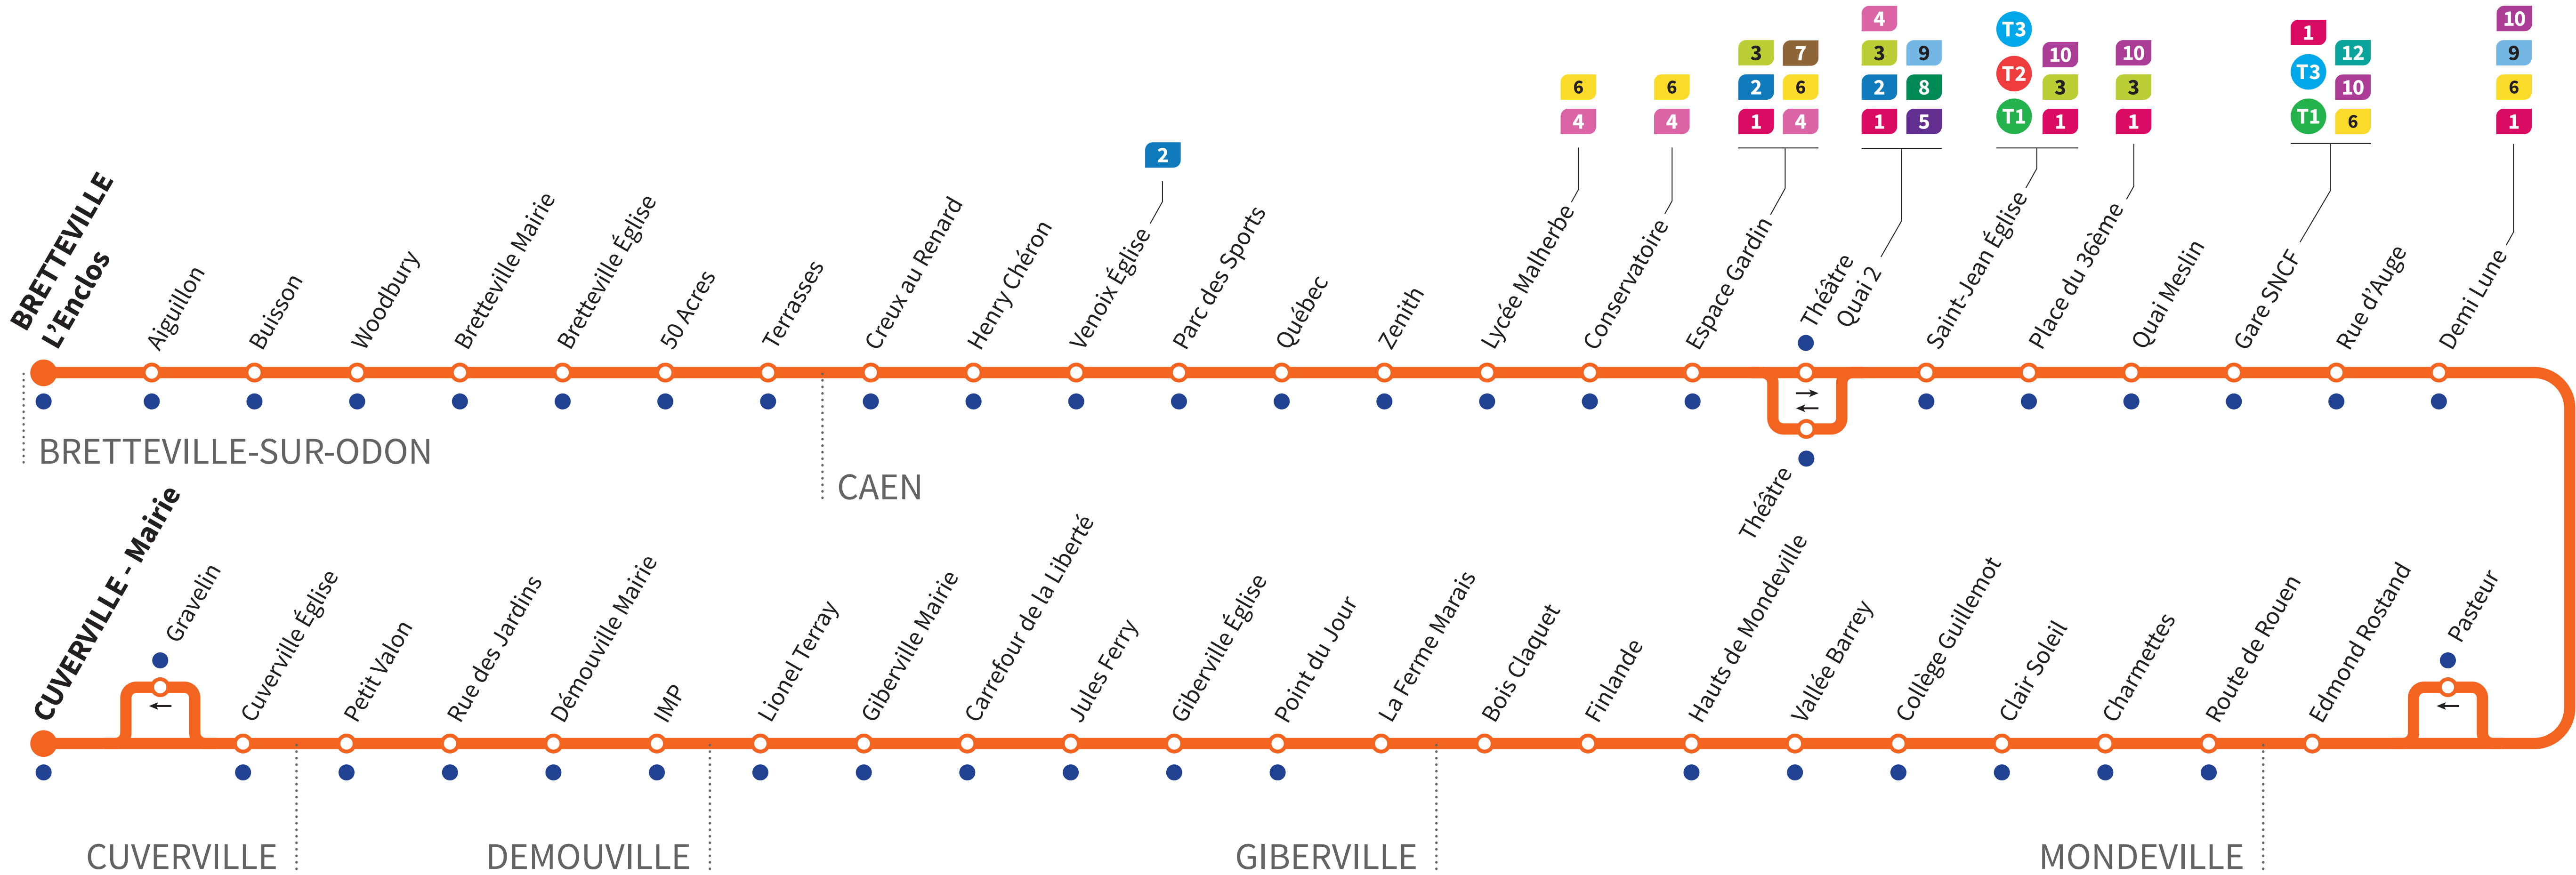 BRETTEVILLE
L'Enclos
Aiguillon
Buisson
Woodbury
Bretteville Mairie
Bretteville Église
50 Acres
Terrasses
Creux au Renard
Henry Chéron
2
Venoix Église
Parc des Sports
Québec
Zenith
6
4
Lycée Malherbe
6
4
Conservatoire
3 7
2 6
1 4
Espace Gardin
4
3 9
2 8
1 5
Théâtre
Quai 2
Théâtre
T3
T2 10
3
T1 1
Saint-Jean Église
10
3
1
Place du 36ème
Quai Meslin
1
12
T3 10
T1 6
Gare SNCF
Rue d'Auge
10
9
6
1
Demi Lune
BRETTEVILLE-SUR-ODON
CAEN
CUVERVILLE - Mairie
Gravelin
Cuverville Église
Petit Valon
Rue des Jardins
Démouville Mairie
IMP
Lionel Terray
Giberville Mairie
Carrefour de la Liberté
Jules Ferry
Giberville Église
Point du Jour
La Ferme Marais
Bois Claquet
Finlande
Hauts de Mondeville
Vallée Barrey
Collège Guillemot
Clair Soleil
Charmettes
Route de Rouen
Edmond Rostand
Pasteur
CUVERVILLE
DEMOUVILLE
GIBERVILLE
MONDEVILLE